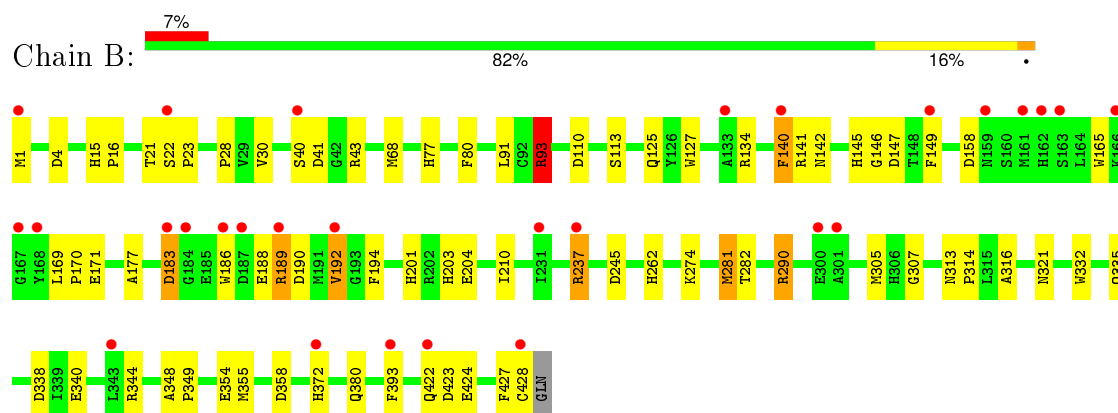 7%
Chain B:
82% 16% •
M1 D4 H15 P16 T21 S22 P23 P28 V29 V30 S40 D41 G42 R43 M68 H77 F80 L91 C92 R93 D110 S113 Q125 Y126 W127 A133 R134 F140 R141 N142 H145 G146 D147 T148 F149 D158 N159 S160 M161 H162 S163 L164 W165 K166
G167 Y168 L169 P170 E171 A177 D183 G184 E185 W186 D187 E188 R189 D190 M191 V192 G193 F194 H201 R202 H203 E204 I210 I231 R237 D245 H262 K274 M281 T282 R290 E300 A301 M305 H306 G307 N313 P314 L315 A316 N321 W332
D338 I339 E340 L343 R344 A348 P349 E354 M355 D358 H372 Q380 F393 Q422 D423 E424 F427 C428 GLN